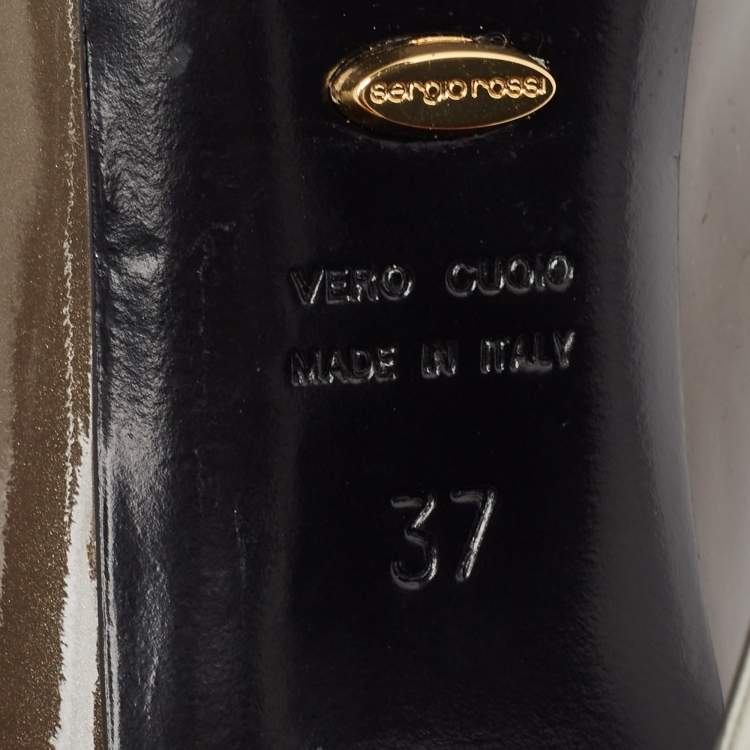 sergio rossi
VERO CUOIO
MADE IN ITALY
37